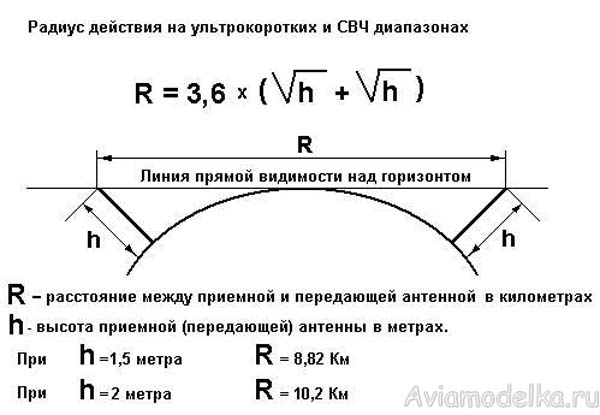 Радиус действия на ультрокоротких и СВЧ диапазонах
R = 3,6 x (√h + √h)
R
Линия прямой видимости над горизонтом
h h
R – расстояние между приемной и передающей антенной в километрах
h - высота приемной (передающей) антенны в метрах.
При h =1,5 метра R = 8,82 Км
При h =2 метра R = 10,2 Км
Aviamodelka.ru